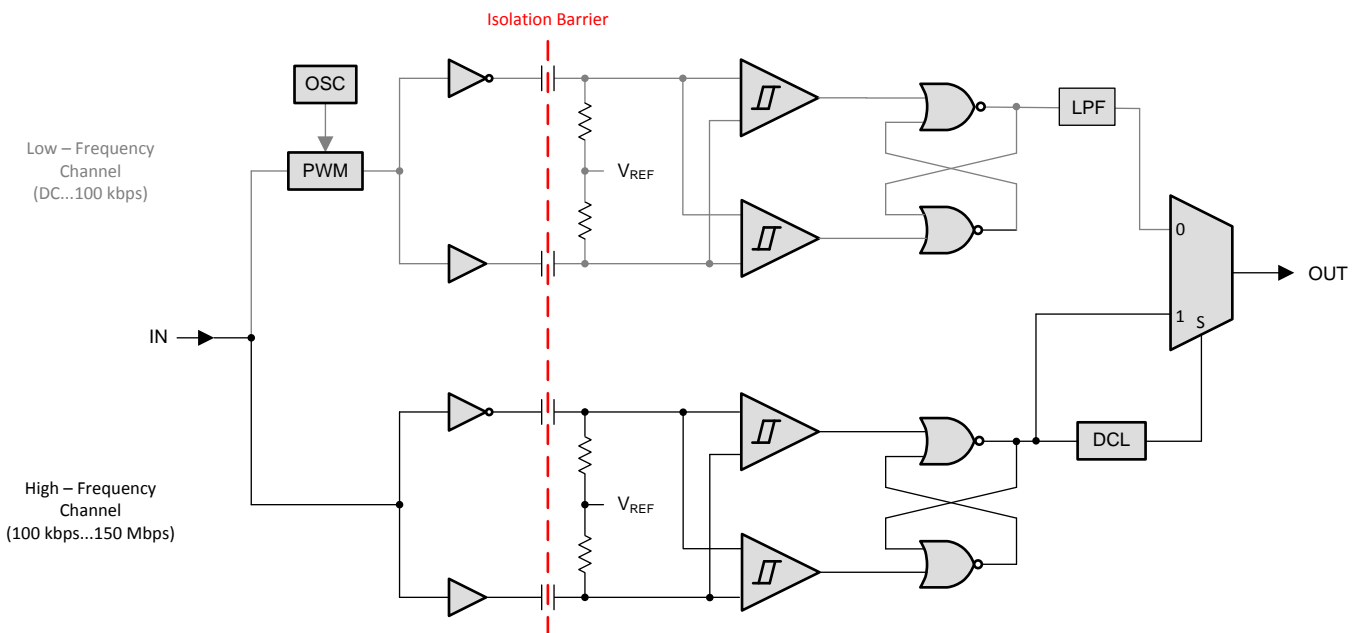 Isolation Barrier
OSC
Low – Frequency
Channel
(DC...100 kbps)
PWM
VREF
LPF
0
OUT
1
S
IN
High – Frequency
Channel
(100 kbps...150 Mbps)
VREF
DCL